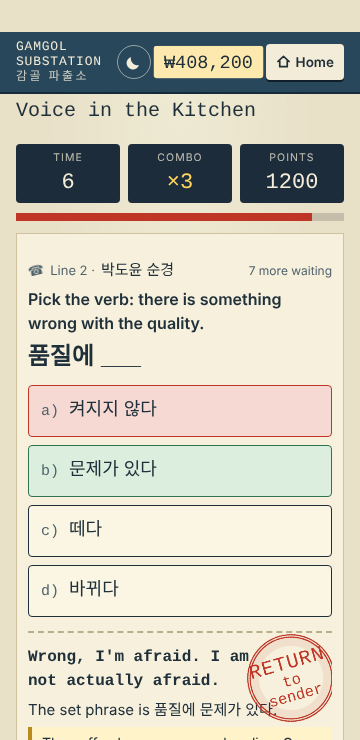 GAMGOL
SUBSTATION
감골 파출소
₩408,200
Home
Voice in the Kitchen
TIME
6
COMBO
×3
POINTS
1200
☎ Line 2 · 박도윤 순경
7 more waiting
Pick the verb: there is something
wrong with the quality.
품질에 ____
a) 켜지지 않다
b) 문제가 있다
c) 떼다
d) 바뀌다
Wrong, I'm afraid. I am
not actually afraid.
RETURN
to
sender
The set phrase is 품질에 문제가 있다.